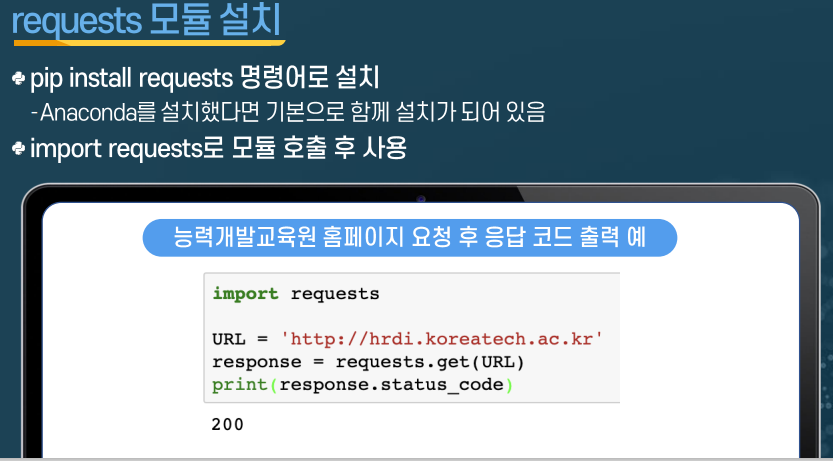 requests 모듈 설치
pip install requests 명령어로 설치
-Anaconda를 설치했다면 기본으로 함께 설치가 되어 있음
import requests로 모듈 호출 후 사용
능력개발교육원 홈페이지 요청 후 응답 코드 출력 예
import requests
URL = 'http://hrdi.koreatech.ac.kr'
response = requests.get(URL)
print(response.status_code)
200